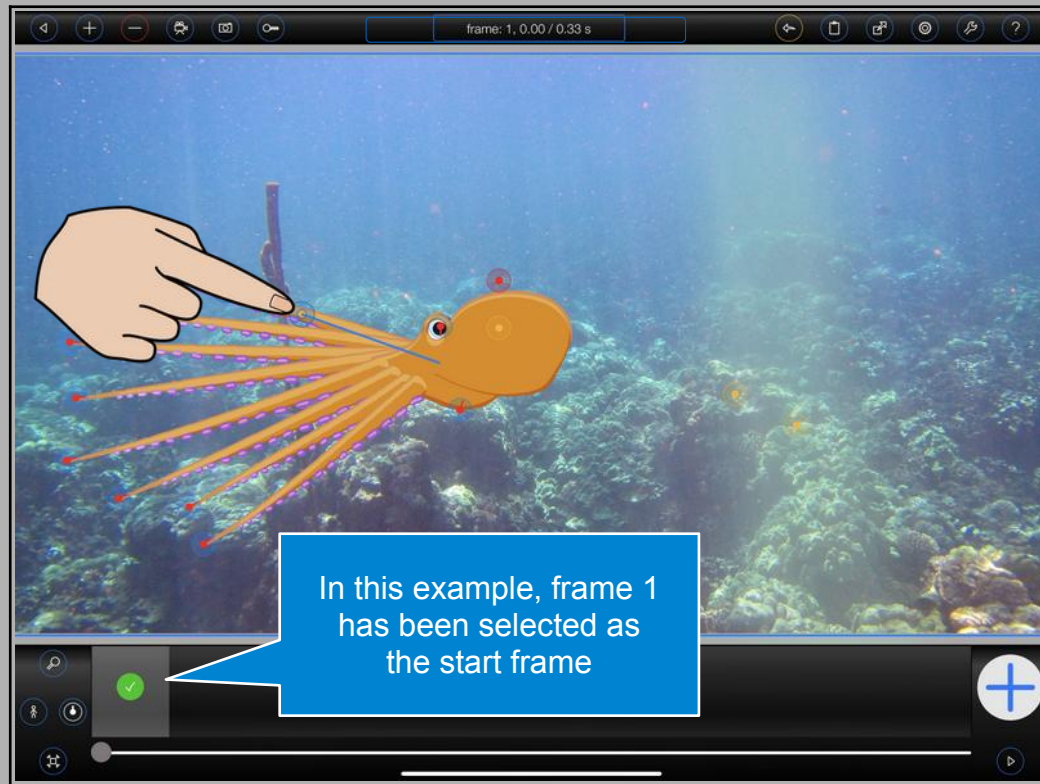 frame: 1, 0.00 / 0.33 s
?
In this example, frame 1
has been selected as
the start frame